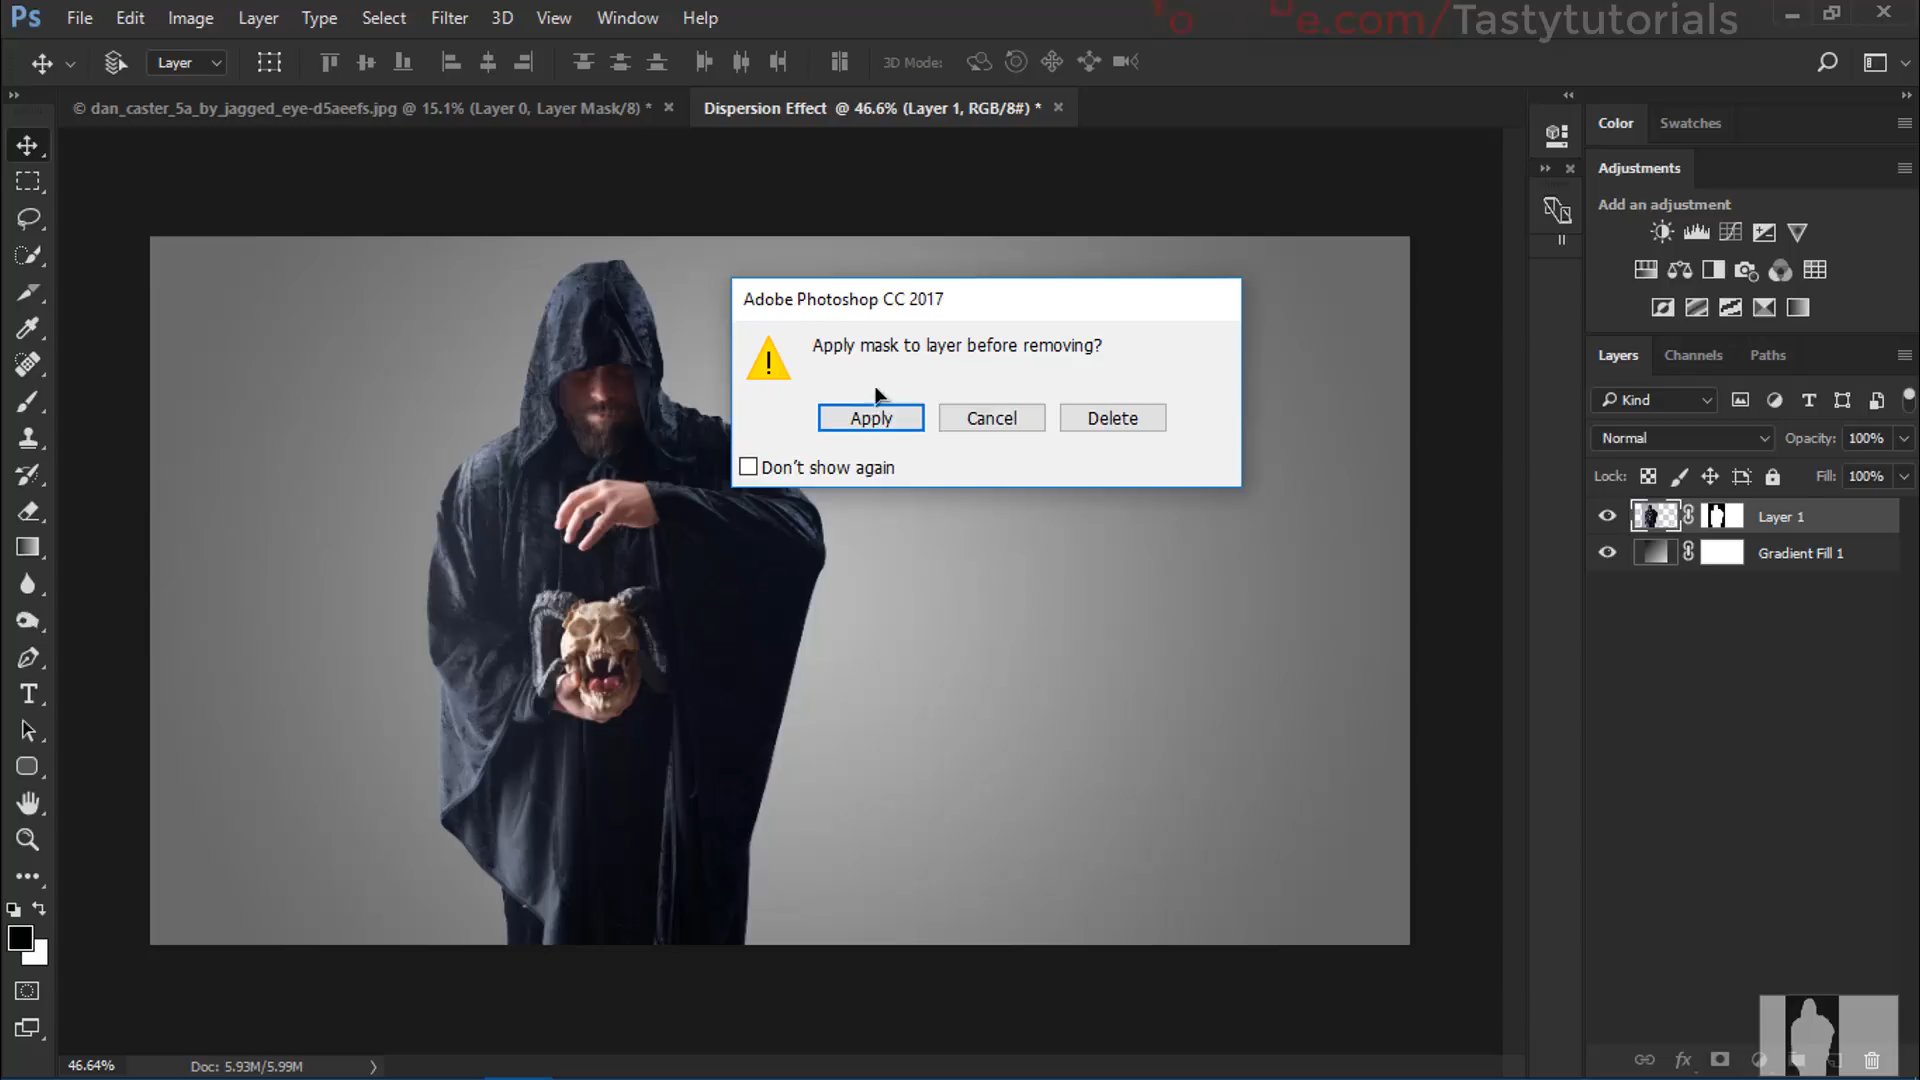 Ps File Edit Image Layer Type Select Filter 3D View Window Help
e.com/Tastytutorials
Layer 3D Mode:
© dan_caster_5a_by_jagged_eye-d5aeefs.jpg @ 15.1% (Layer 0, Layer Mask/8) *
Dispersion Effect @ 46.6% (Layer 1, RGB/8#) *
Color Swatches
Adjustments
Add an adjustment
Adobe Photoshop CC 2017
Apply mask to layer before removing?
Apply Cancel Delete
Don't show again
Layers Channels Paths
Kind
Normal Opacity: 100%
Lock: Fill: 100%
Layer 1
Gradient Fill 1
fx
46.64% Doc: 5.93M/5.99M